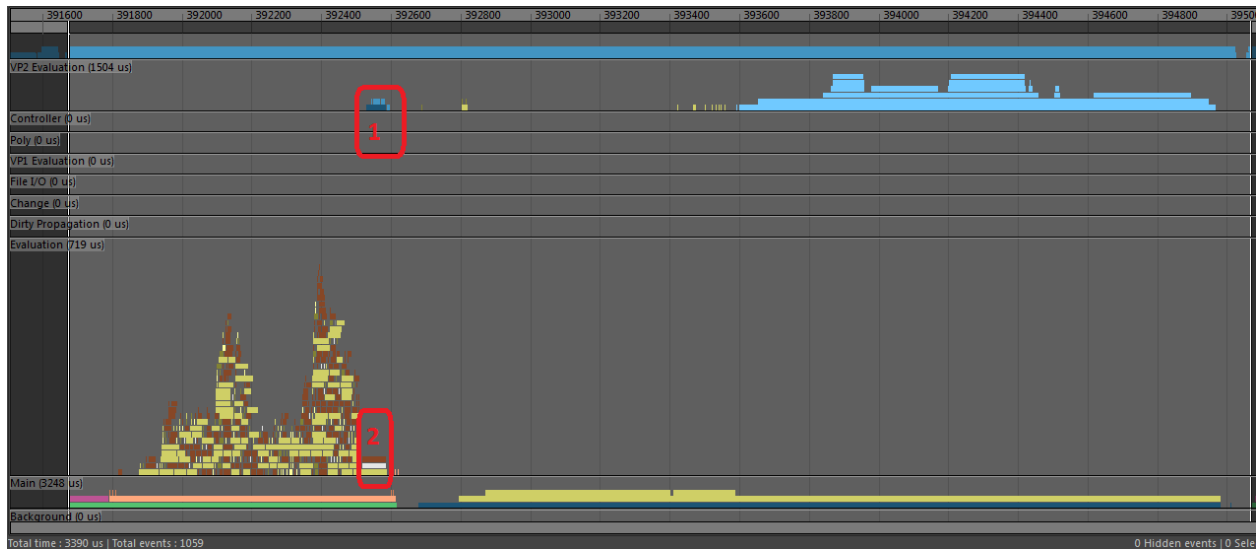 391600 391800 392000 392200 392400 392600 392800 393000 393200 393400 393600 393800 394000 394200 394400 394600 394800 3950
VP2 Evaluation (1504 us)
1
Controller (0 us)
Poly (0 us)
VP1 Evaluation (0 us)
File I/O (0 us)
Change (0 us)
Dirty Propagation (0 us)
Evaluation (719 us)
2
Main (3248 us)
Background (0 us)
Total time : 3390 us | Total events : 1059 0 Hidden events | 0 Sele